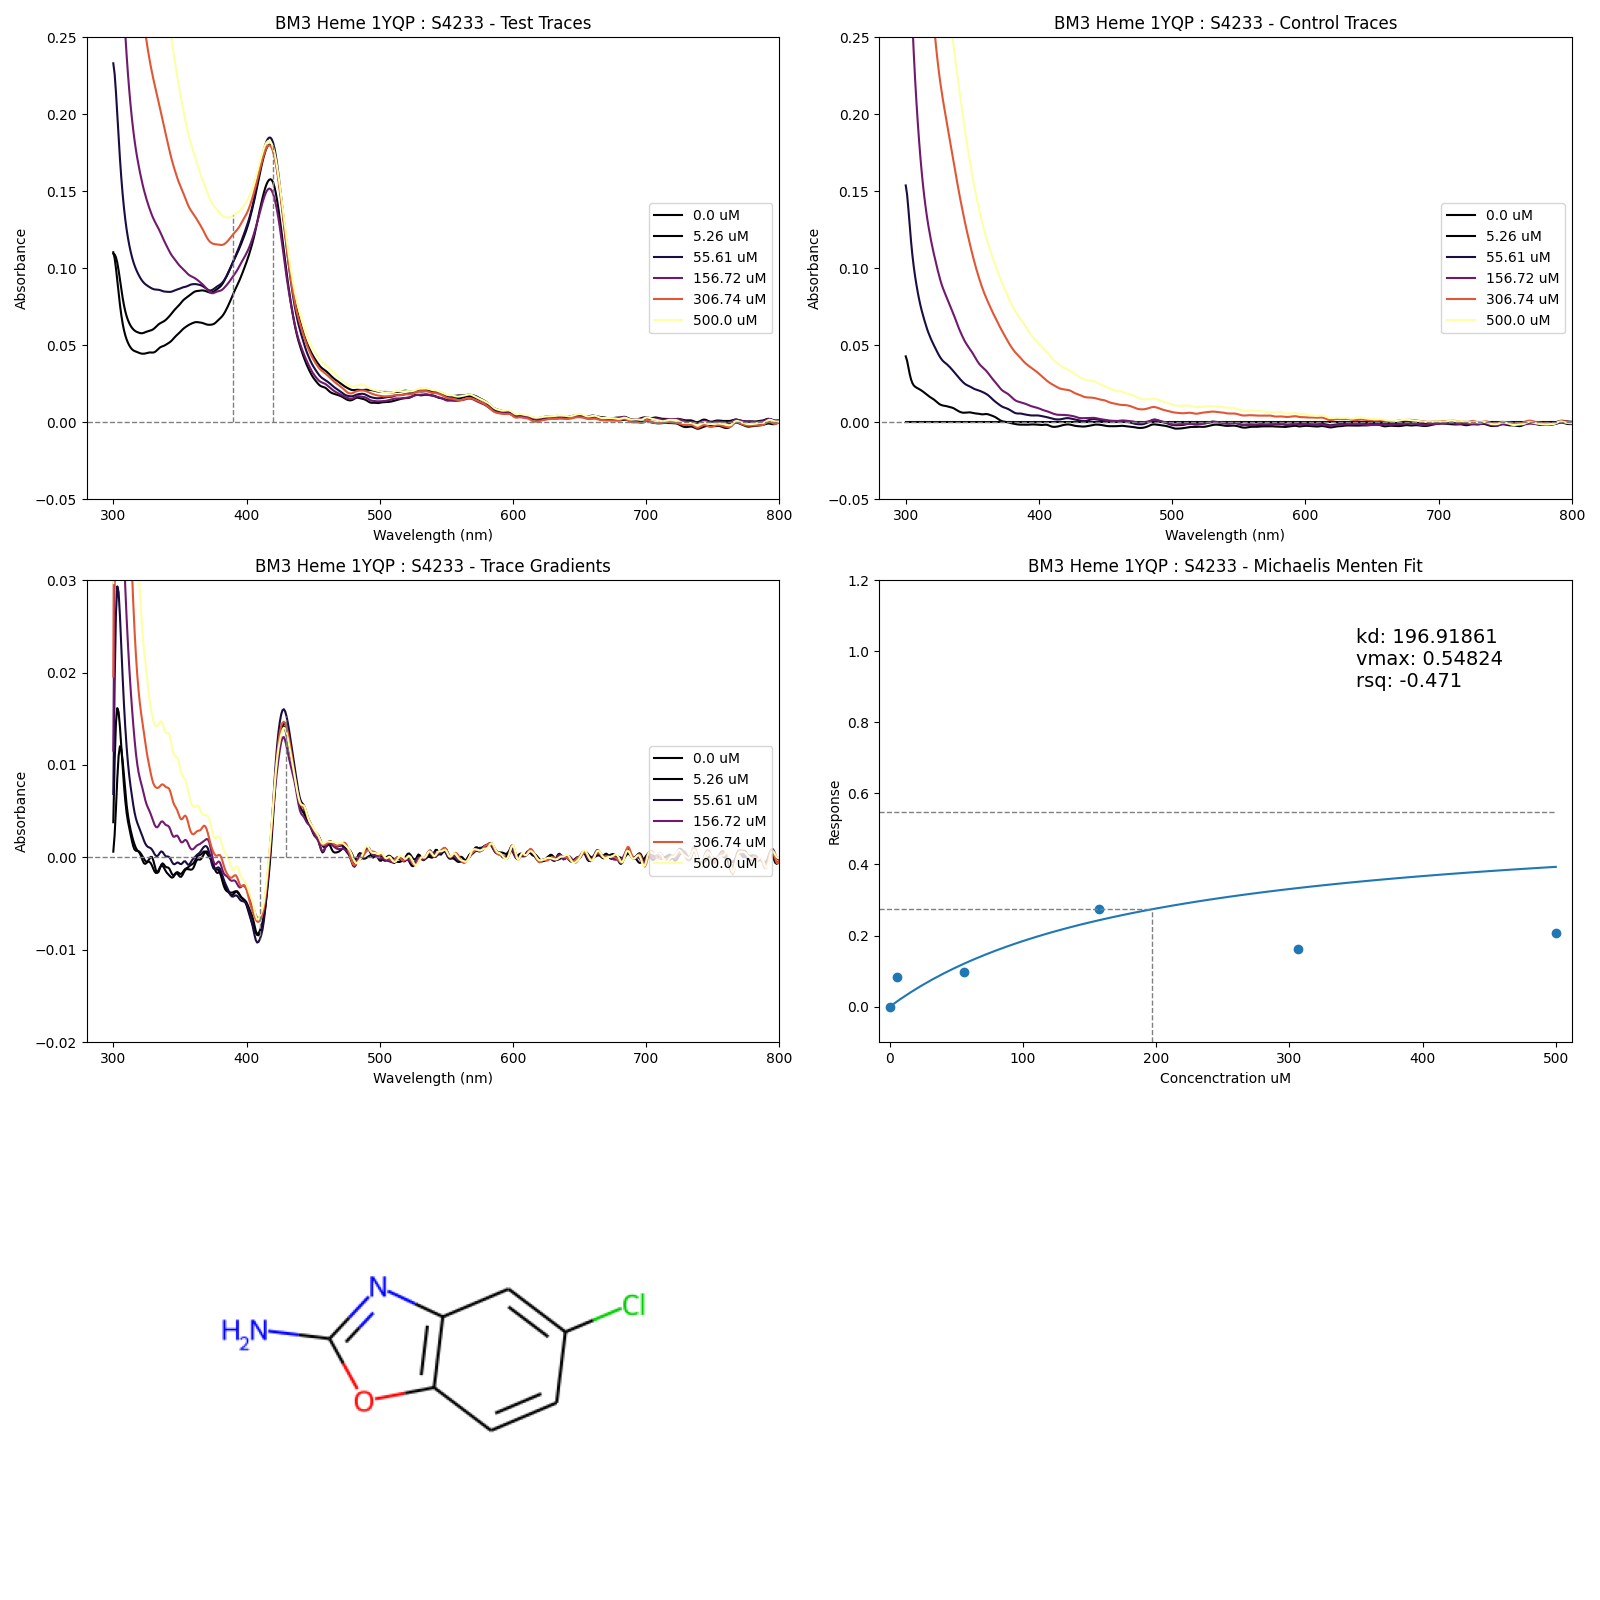 BM3 Heme 1YQP : S4233 - Test Traces
0.25
0.20
0.15
0.10
0.05
0.00
−0.05
Absorbance
300
400
500
600
700
800
Wavelength (nm)
0.0 uM
5.26 uM
55.61 uM
156.72 uM
306.74 uM
500.0 uM
BM3 Heme 1YQP : S4233 - Control Traces
0.25
0.20
0.15
0.10
0.05
0.00
−0.05
Absorbance
300
400
500
600
700
800
Wavelength (nm)
0.0 uM
5.26 uM
55.61 uM
156.72 uM
306.74 uM
500.0 uM
BM3 Heme 1YQP : S4233 - Trace Gradients
0.03
0.02
0.01
0.00
−0.01
−0.02
Absorbance
300
400
500
600
700
800
Wavelength (nm)
0.0 uM
5.26 uM
55.61 uM
156.72 uM
306.74 uM
500.0 uM
BM3 Heme 1YQP : S4233 - Michaelis Menten Fit
1.2
1.0
0.8
0.6
0.4
0.2
0.0
Response
kd: 196.91861
vmax: 0.54824
rsq: -0.471
0
100
200
300
400
500
Concenctration uM
N
H2N
O
Cl